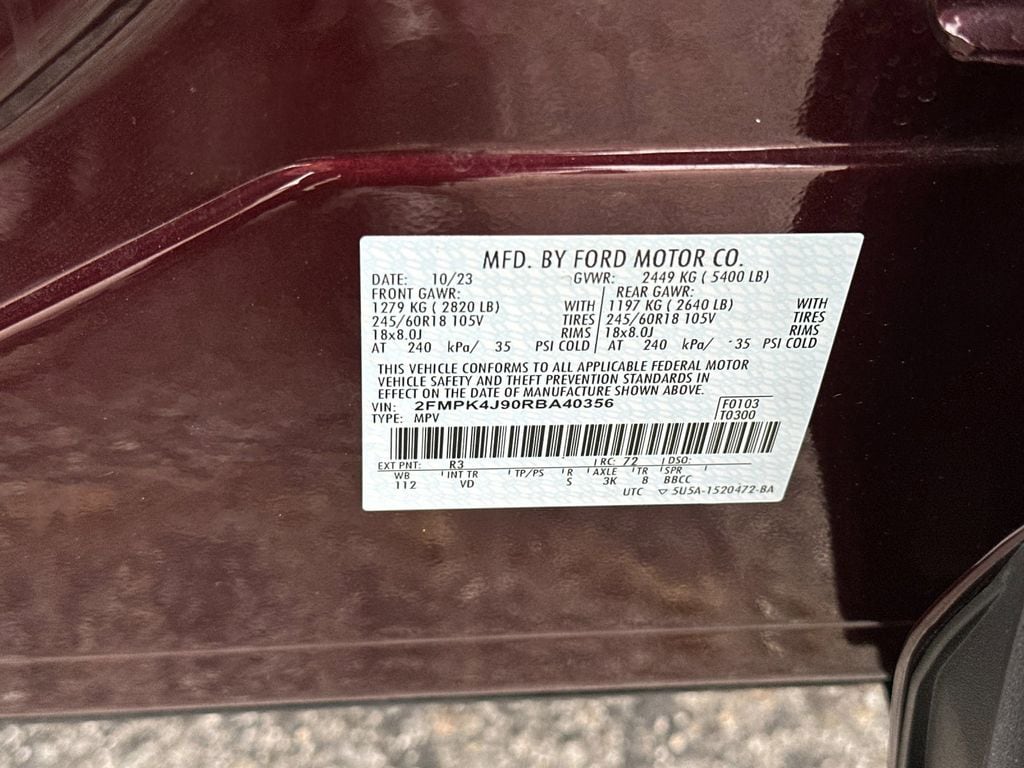 MFD. BY FORD MOTOR CO.
DATE: 10/23 GVWR: 2449 KG ( 5400 LB)
FRONT GAWR: REAR GAWR:
1279 KG ( 2820 LB) WITH 1197 KG ( 2640 LB) WITH
245/60R18 105V TIRES 245/60R18 105V TIRES
18x8.0J RIMS 18x8.0J RIMS
AT 240 kPa/ 35 PSI COLD AT 240 kPa/ 35 PSI COLD
THIS VEHICLE CONFORMS TO ALL APPLICABLE FEDERAL MOTOR
VEHICLE SAFETY AND THEFT PREVENTION STANDARDS IN
EFFECT ON THE DATE OF MANUFACTURE SHOWN ABOVE.
VIN: 2FMPK4J90RBA40356 F0103
TYPE: MPV T0300
EXT PNT: R3 RC: 72 DSO:
WB INT TR TP/PS R AXLE TR SPR
112 VD S 3K 8 BBCC
UTC ▽ 5U5A-1520472-BA